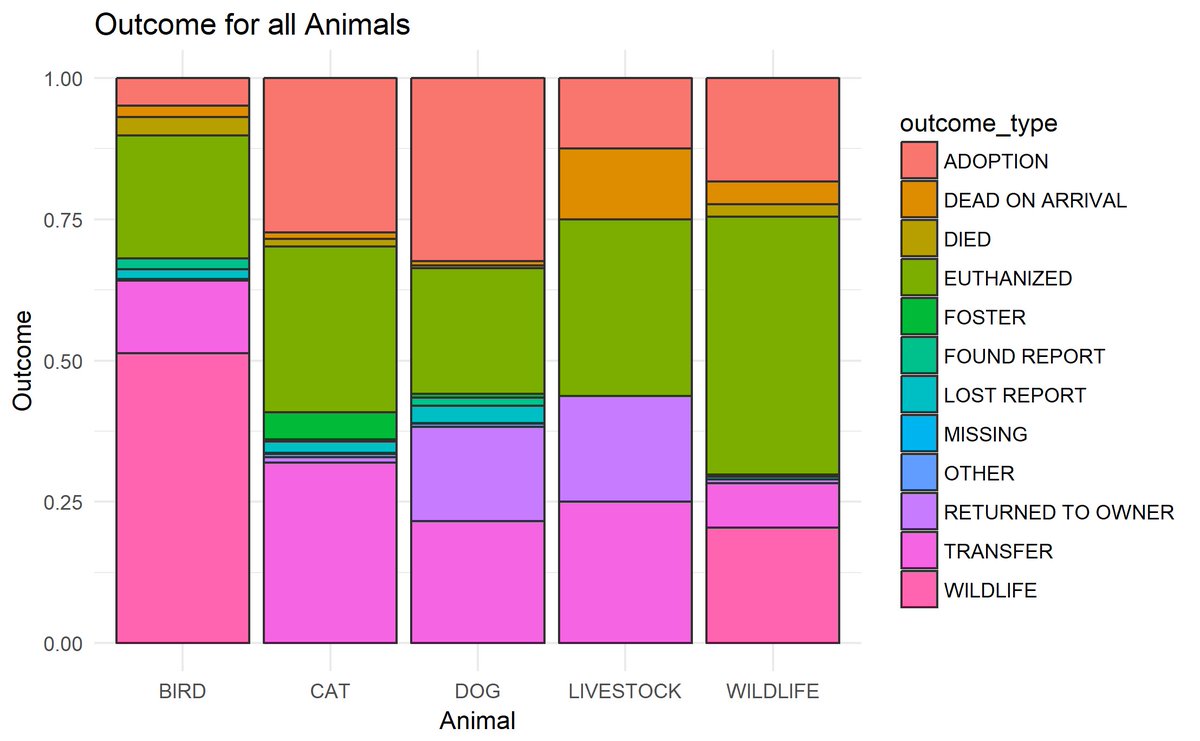 Outcome for all Animals
1.00
0.75
0.50
0.25
0.00
Outcome
BIRD
CAT
DOG
LIVESTOCK
WILDLIFE
Animal
outcome_type
ADOPTION
DEAD ON ARRIVAL
DIED
EUTHANIZED
FOSTER
FOUND REPORT
LOST REPORT
MISSING
OTHER
RETURNED TO OWNER
TRANSFER
WILDLIFE